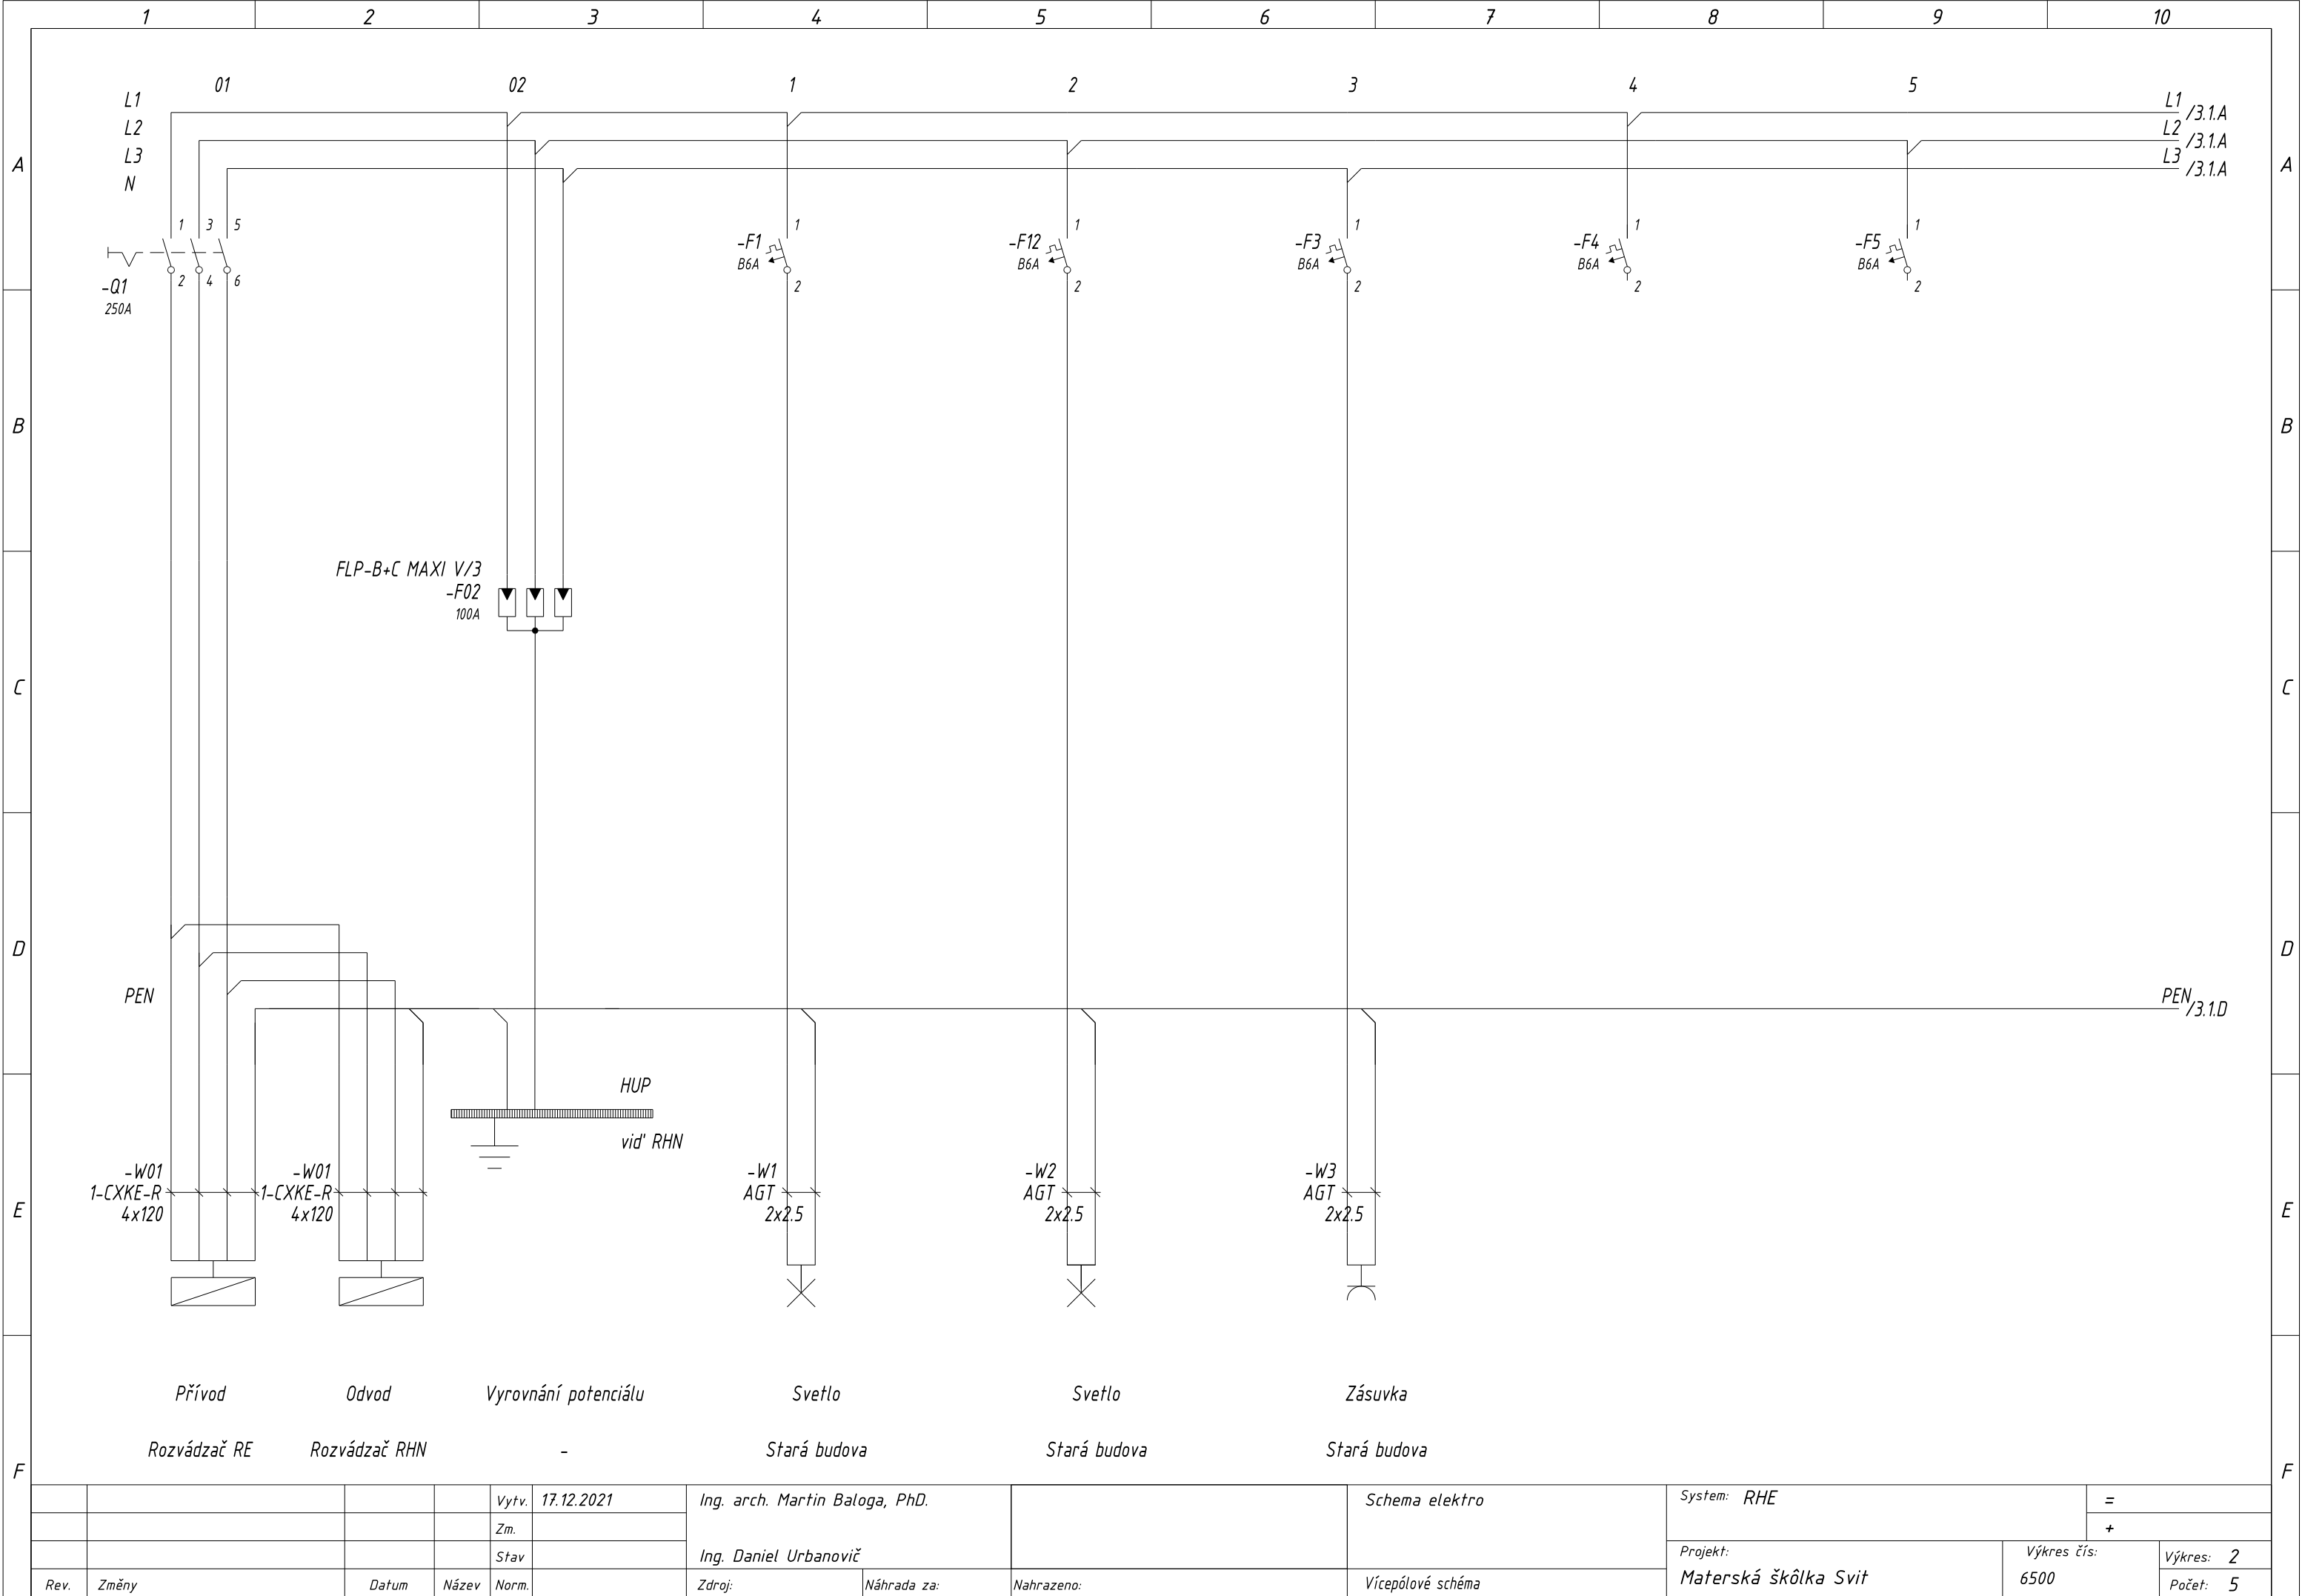 1 2 3 4 5 6 7 8 9 10
01 02 1 2 3 4 5
L1 L1 /3.1.A
L2 L2 /3.1.A
L3 L3 /3.1.A
A A
N
1 3 5 1 1 1 1 1
-F1 -F12 -F3 -F4 -F5
B6A B6A B6A B6A B6A
2 4 6 2 2 2 2 2
-Q1
250A
B B
FLP-B+C MAXI V/3
-F02
100A
C C
D D
PEN PEN /3.1.D
HUP
vid' RHN
-W01 -W01 -W1 -W2 -W3
1-CXKE-R 1-CXKE-R AGT AGT AGT
4x120 4x120 2x2.5 2x2.5 2x2.5
E E
Přívod Odvod Vyrovnání potenciálu Svetlo Svetlo Zásuvka
Rozvádzač RE Rozvádzač RHN - Stará budova Stará budova Stará budova
F F
Vytv. 17.12.2021 Ing. arch. Martin Baloga, PhD. Schema elektro System: RHE =
Zm. +
Stav Ing. Daniel Urbanovič Projekt: Výkres čís: Výkres: 2
Materská škôlka Svit 6500
Rev. Změny Datum Název Norm. Zdroj: Náhrada za: Nahrazeno: Vícepólové schéma Počet: 5